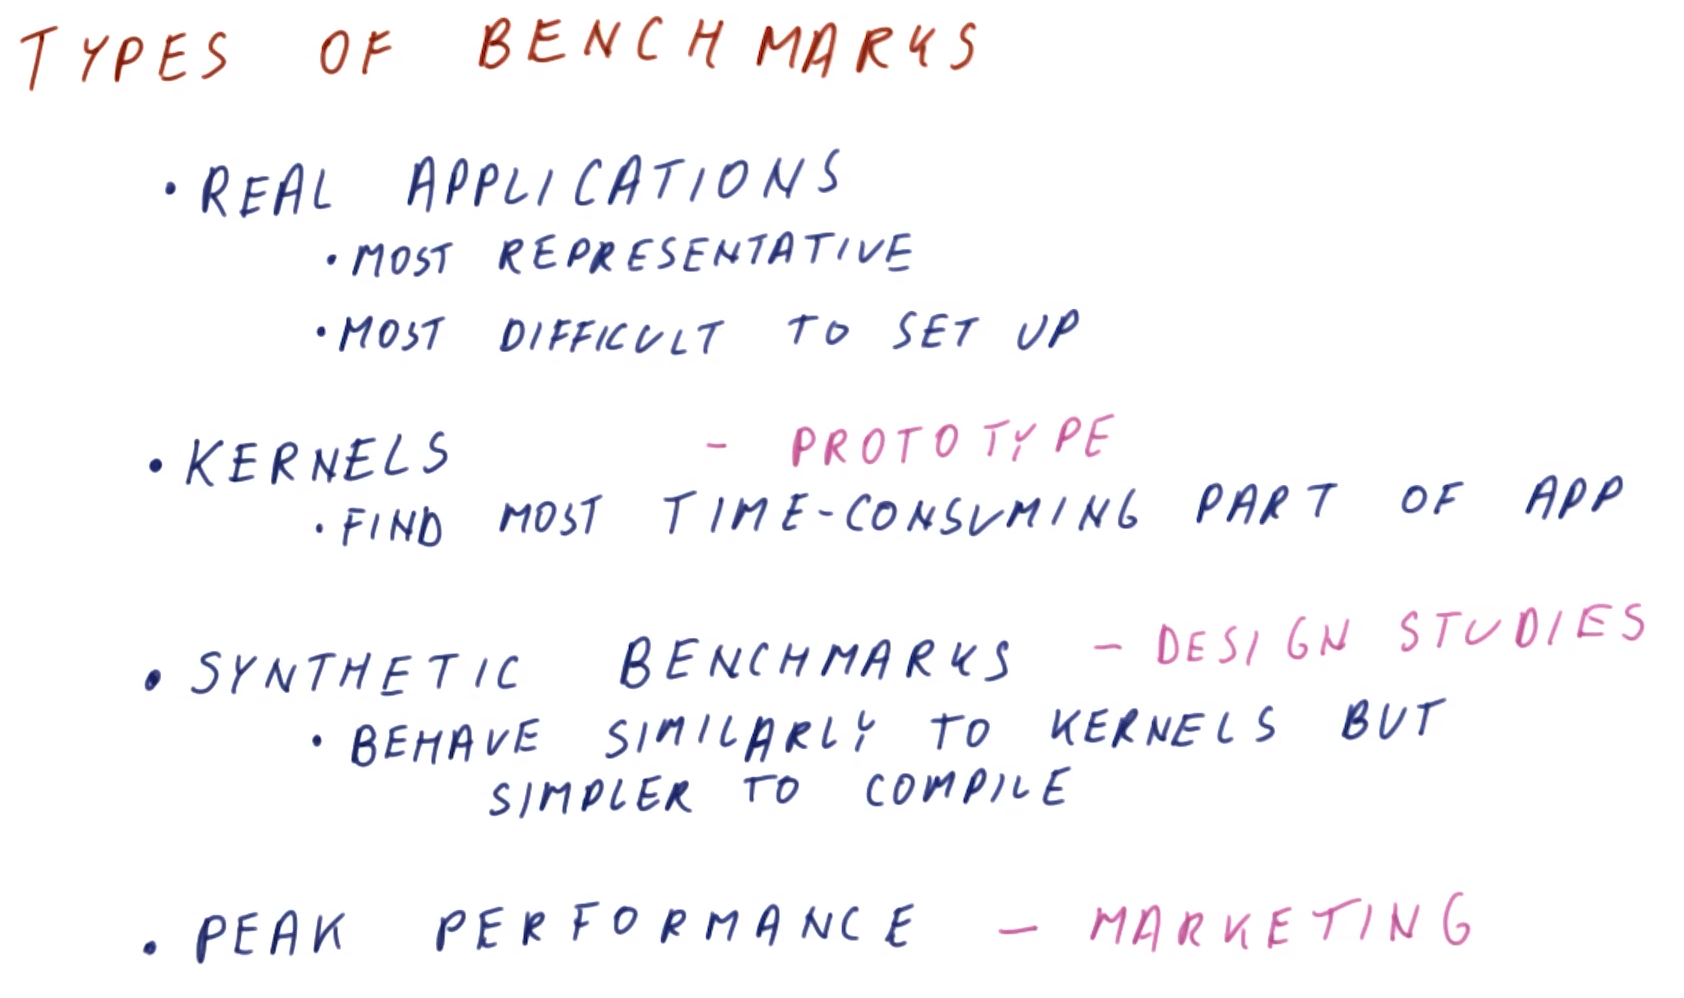 TYPES OF BENCHMARKS
• REAL APPLICATIONS
• MOST REPRESENTATIVE
• MOST DIFFICULT TO SET UP
• KERNELS - PROTOTYPE
• FIND MOST TIME-CONSUMING PART OF APP
• SYNTHETIC BENCHMARKS - DESIGN STUDIES
• BEHAVE SIMILARLY TO KERNELS BUT
SIMPLER TO COMPILE
• PEAK PERFORMANCE - MARKETING